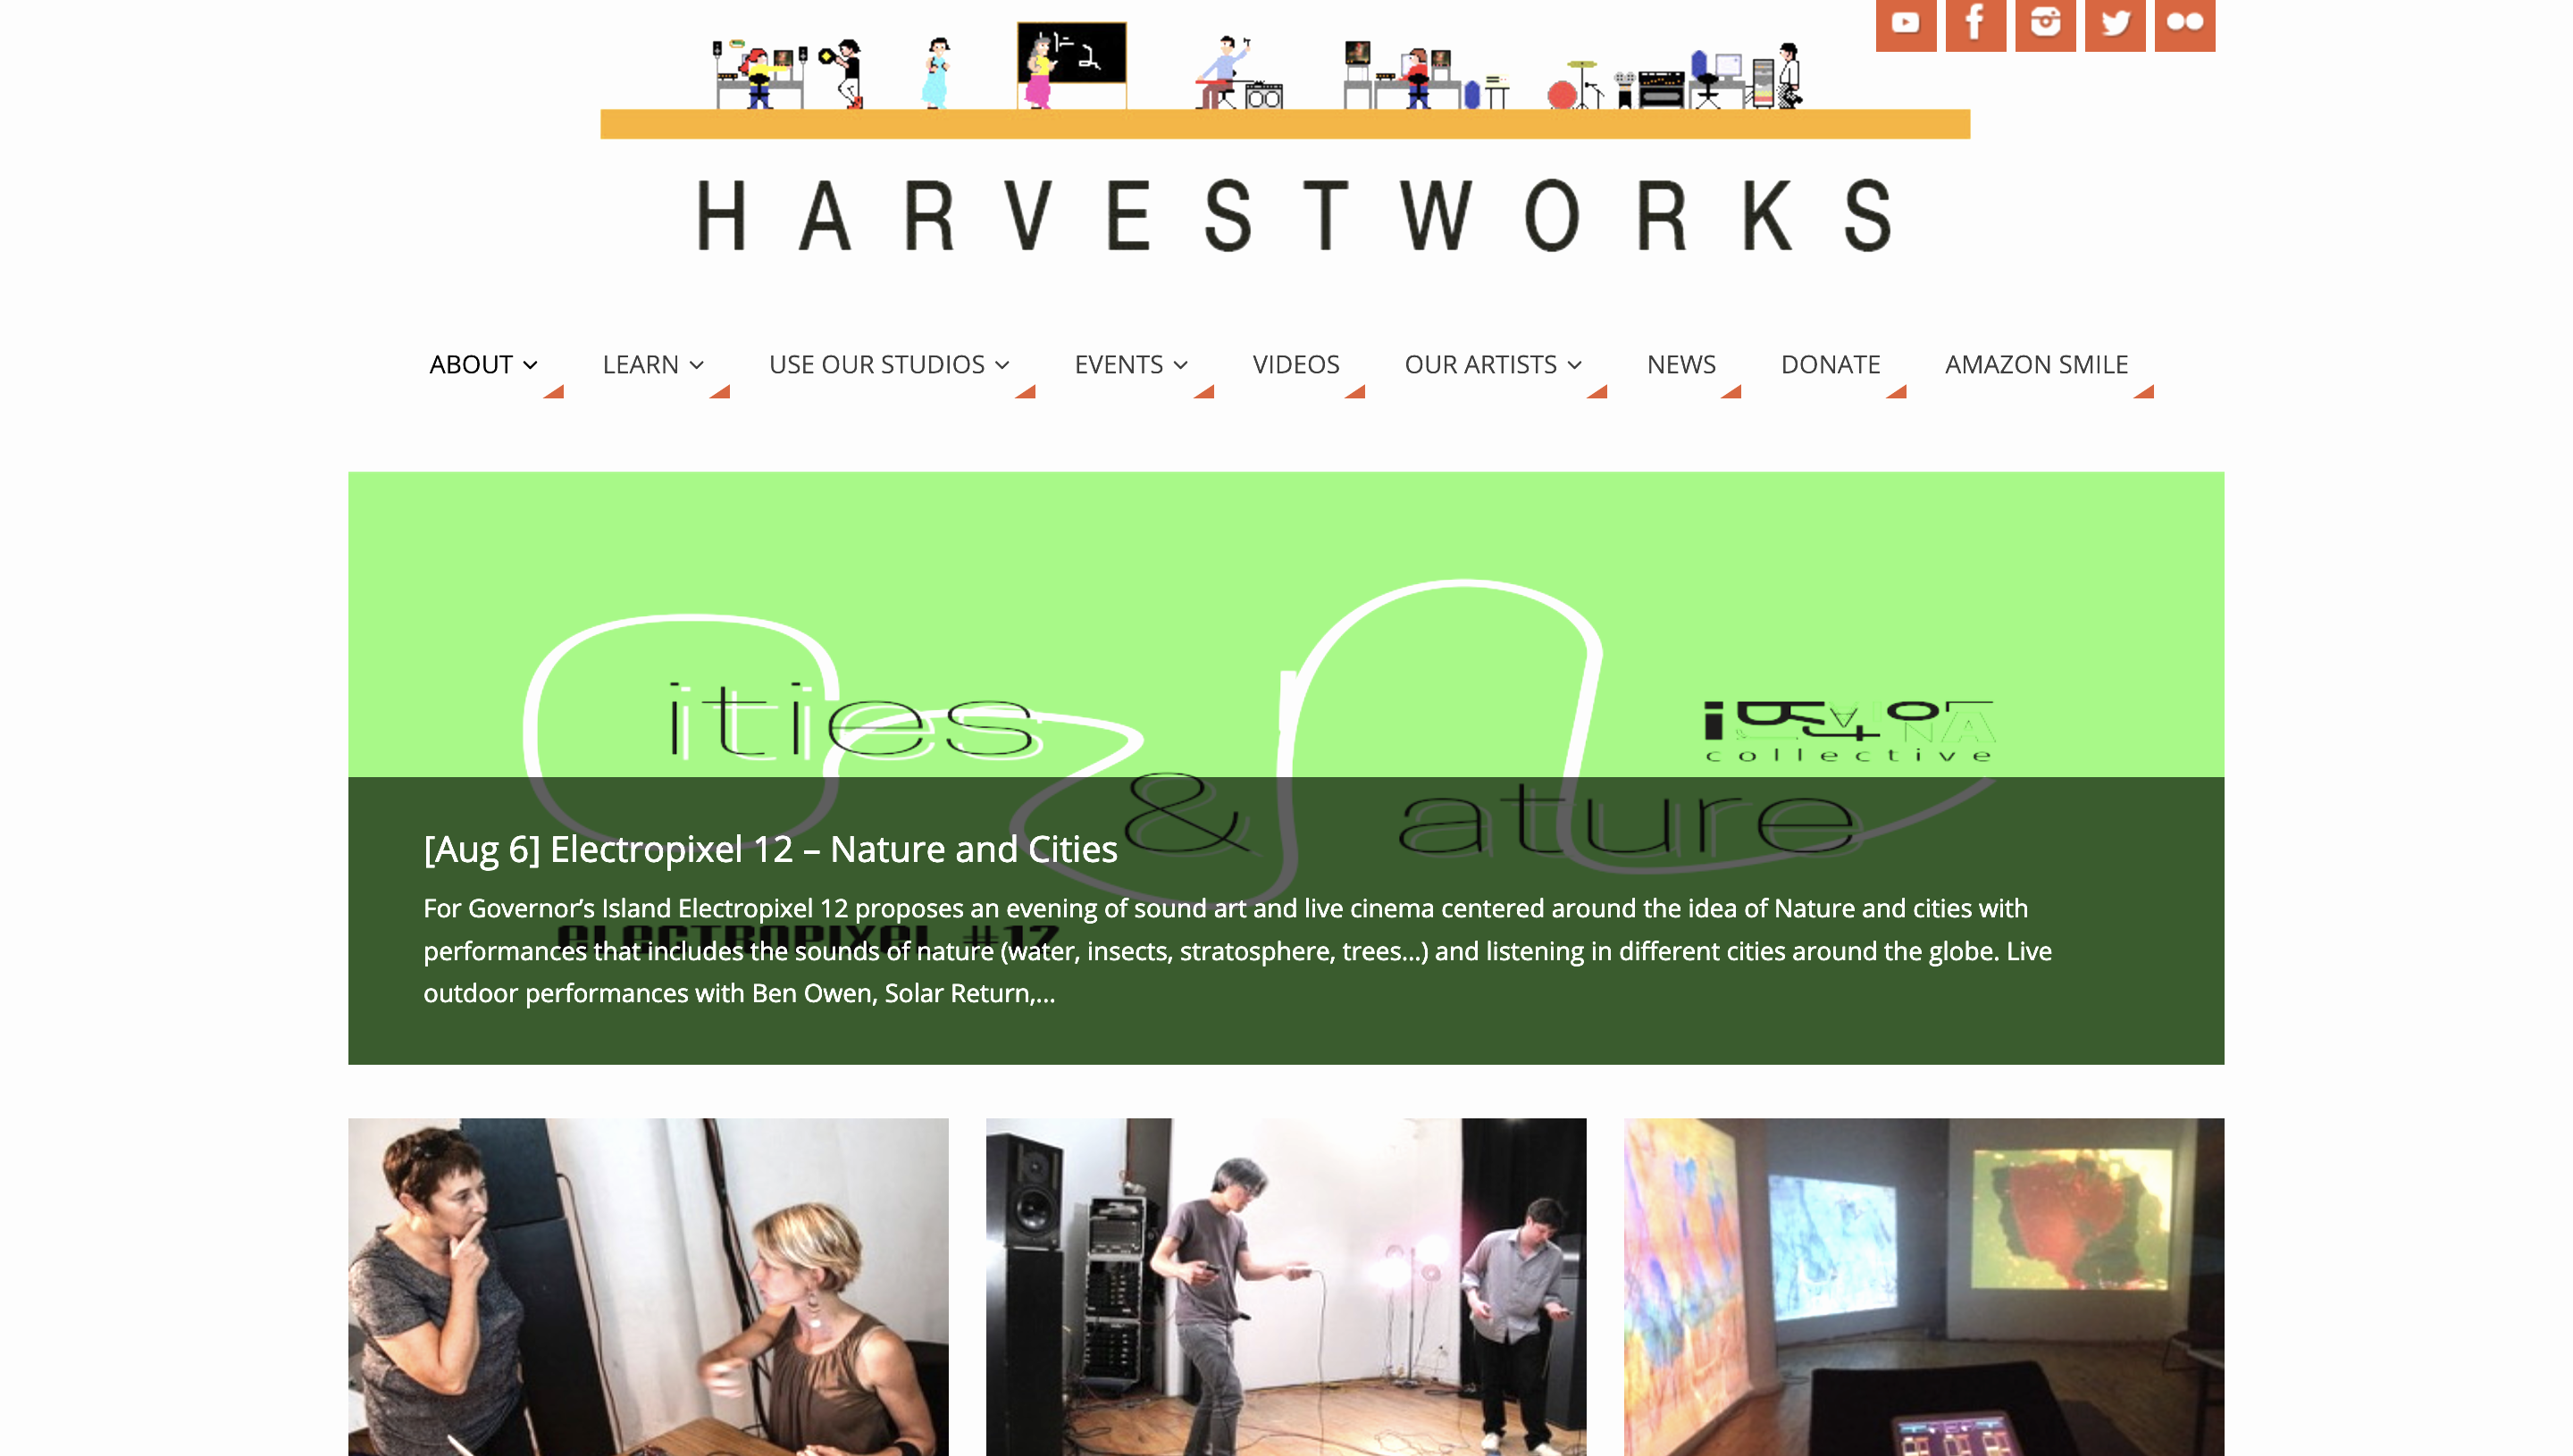 HARVESTWORKS
ABOUT LEARN USE OUR STUDIOS EVENTS VIDEOS OUR ARTISTS NEWS DONATE AMAZON SMILE
ities
&
ature
collective
[Aug 6] Electropixel 12 – Nature and Cities
For Governor’s Island Electropixel 12 proposes an evening of sound art and live cinema centered around the idea of Nature and cities with
performances that includes the sounds of nature (water, insects, stratosphere, trees…) and listening in different cities around the globe. Live
outdoor performances with Ben Owen, Solar Return,…